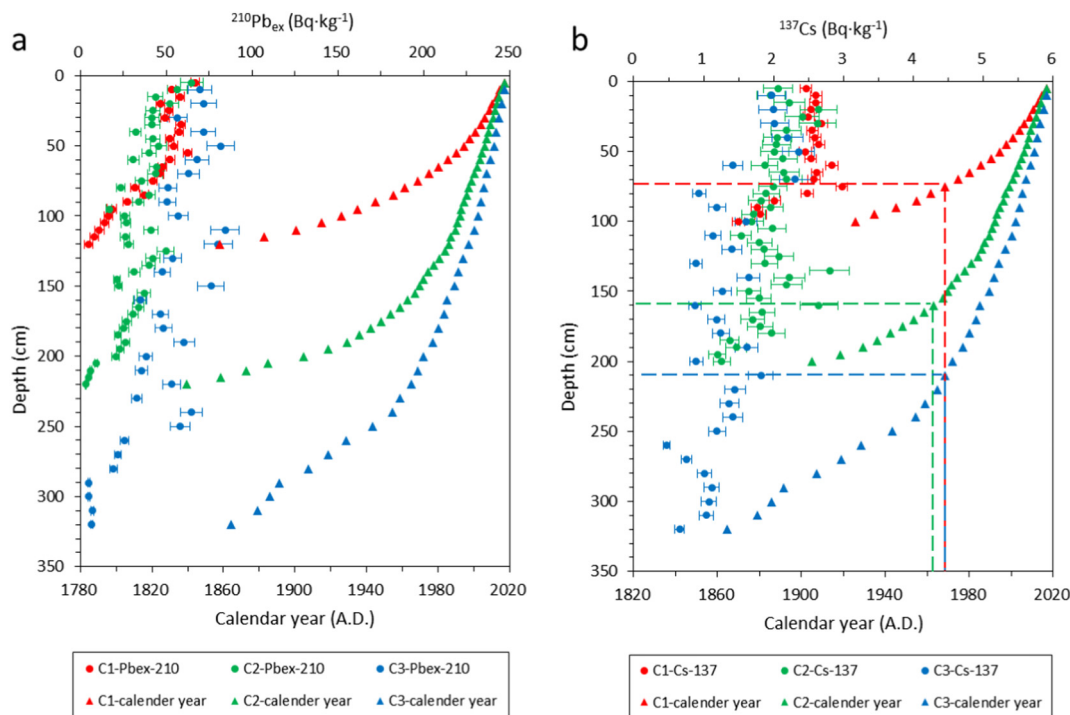 a
²¹⁰Pbₑₓ (Bq·kg⁻¹)
0 50 100 150 200 250
0
50
100
150
200
250
300
350
Depth (cm)
1780 1820 1860 1900 1940 1980 2020
Calendar year (A.D.)
C1-Pbex-210 C2-Pbex-210 C3-Pbex-210
C1-calender year C2-calender year C3-calender year
b
¹³⁷Cs (Bq·kg⁻¹)
0 1 2 3 4 5 6
0
50
100
150
200
250
300
350
Depth (cm)
1820 1860 1900 1940 1980 2020
Calendar year (A.D.)
C1-Cs-137 C2-Cs-137 C3-Cs-137
C1-calender year C2-calender year C3-calender year